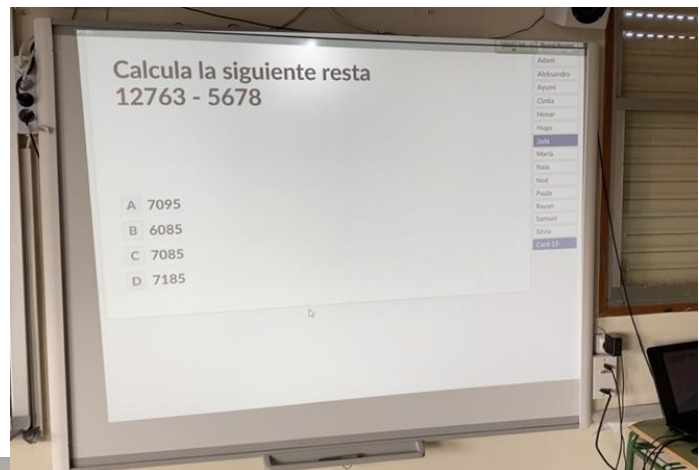 Calcula la siguiente resta
12763 - 5678
A 7095
B 6085
C 7085
D 7185
Adam
Aleksandra
Ayumi
Cintia
Henar
Hugo
María
Naia
Noé
Paula
Rayan
Samuel
Silvia
Card 15